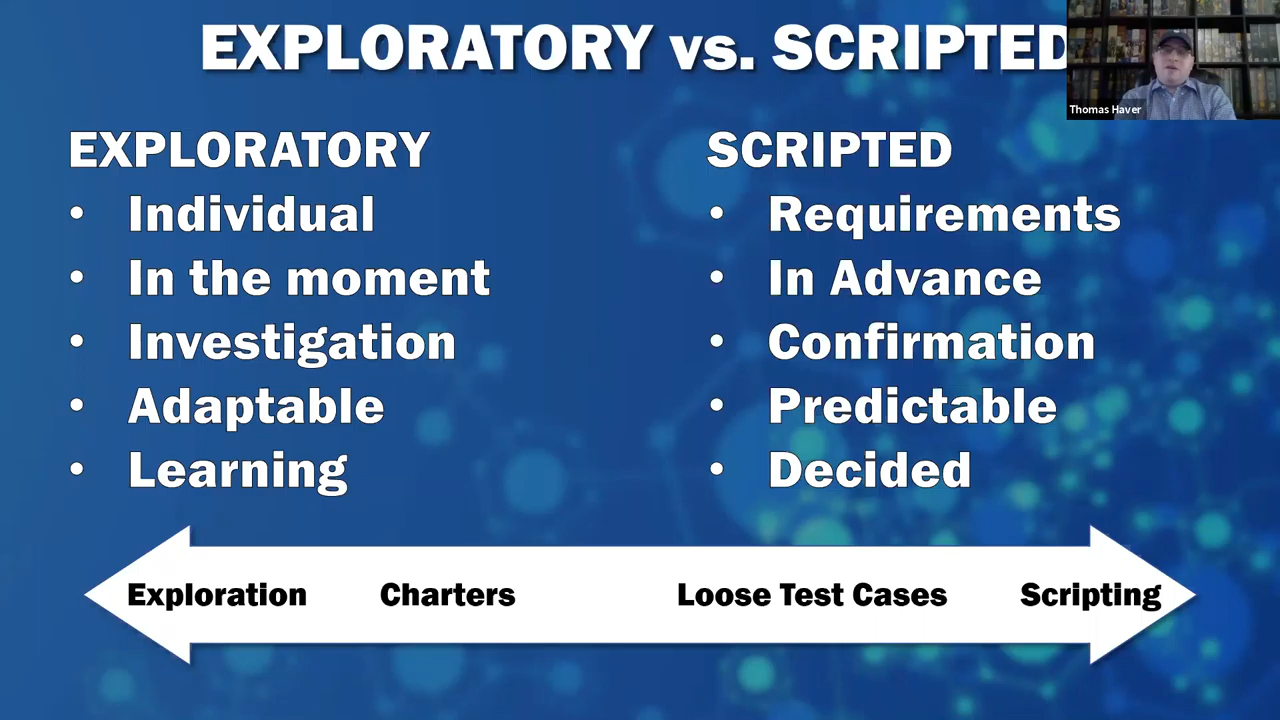 EXPLORATORY vs. SCRIPTED
Thomas Haver
EXPLORATORY
• Individual
• In the moment
• Investigation
• Adaptable
• Learning
SCRIPTED
• Requirements
• In Advance
• Confirmation
• Predictable
• Decided
Exploration Charters Loose Test Cases Scripting